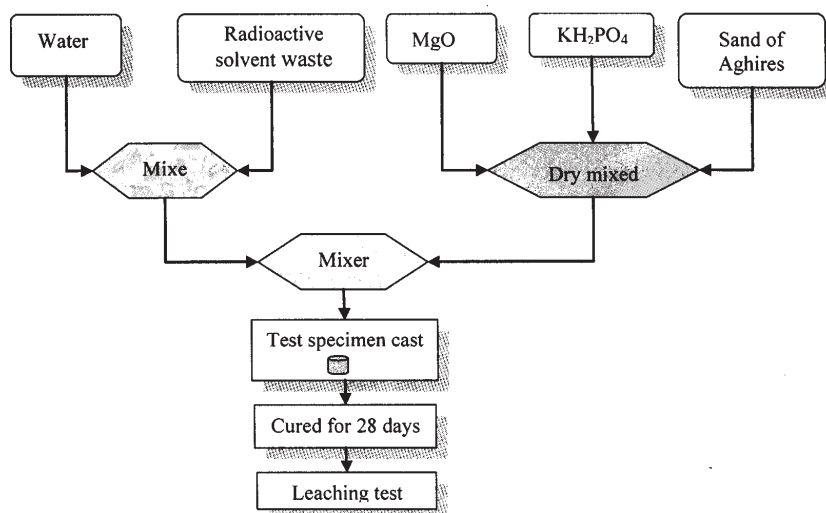 Water
Radioactive
solvent waste
MgO
KH₂PO₄
Sand of
Aghires
Mixe
Dry mixed
Mixer
Test specimen cast
Cured for 28 days
Leaching test